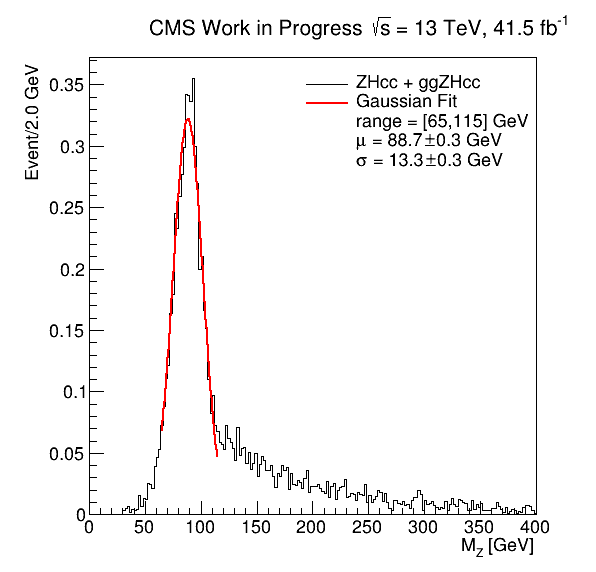 CMS Work in Progress √s = 13 TeV, 41.5 fb⁻¹
Event/2.0 GeV
ZHcc + ggZHcc
Gaussian Fit
range = [65,115] GeV
μ = 88.7±0.3 GeV
σ = 13.3±0.3 GeV
0.35
0.3
0.25
0.2
0.15
0.1
0.05
0
0 50 100 150 200 250 300 350 400
M_Z [GeV]